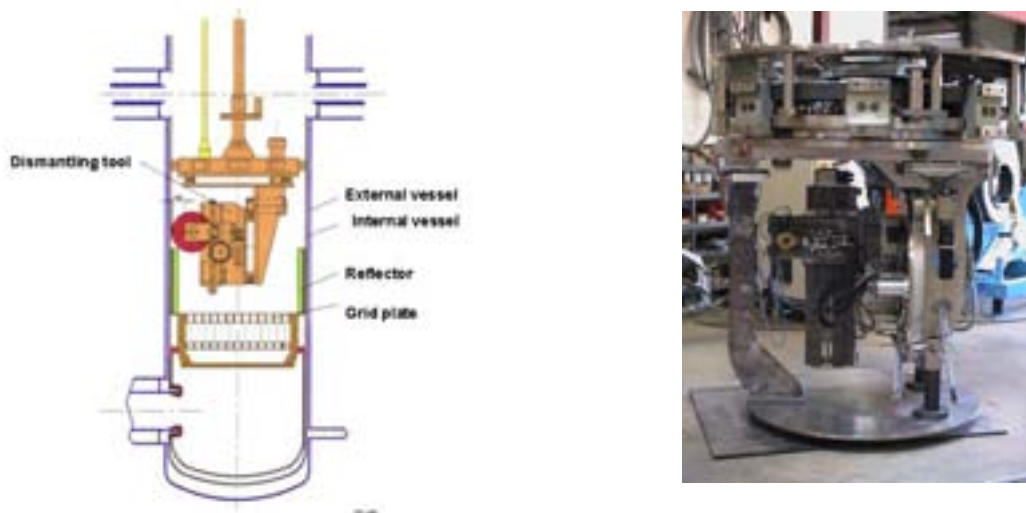 Dismantling tool
External vessel
Internal vessel
Reflector
Grid plate